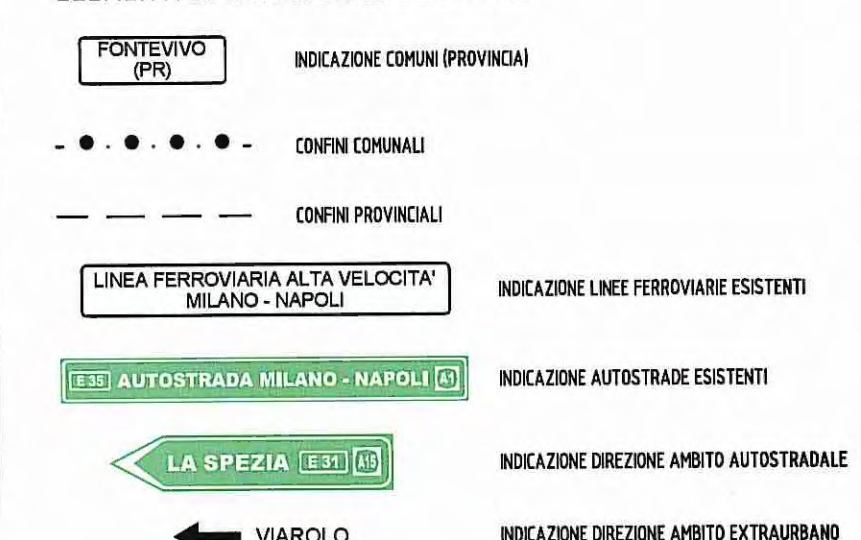 FONTEVIVO
(PR)
INDICAZIONE COMUNI (PROVINCIA)
CONFINI COMUNALI
CONFINI PROVINCIALI
LINEA FERROVIARIA ALTA VELOCITA'
MILANO - NAPOLI
INDICAZIONE LINEE FERROVIARIE ESISTENTI
E 35 AUTOSTRADA MILANO - NAPOLI A1
INDICAZIONE AUTOSTRADE ESISTENTI
LA SPEZIA E 31 A15
INDICAZIONE DIREZIONE AMBITO AUTOSTRADALE
VIAROLO
INDICAZIONE DIREZIONE AMBITO EXTRAURBANO